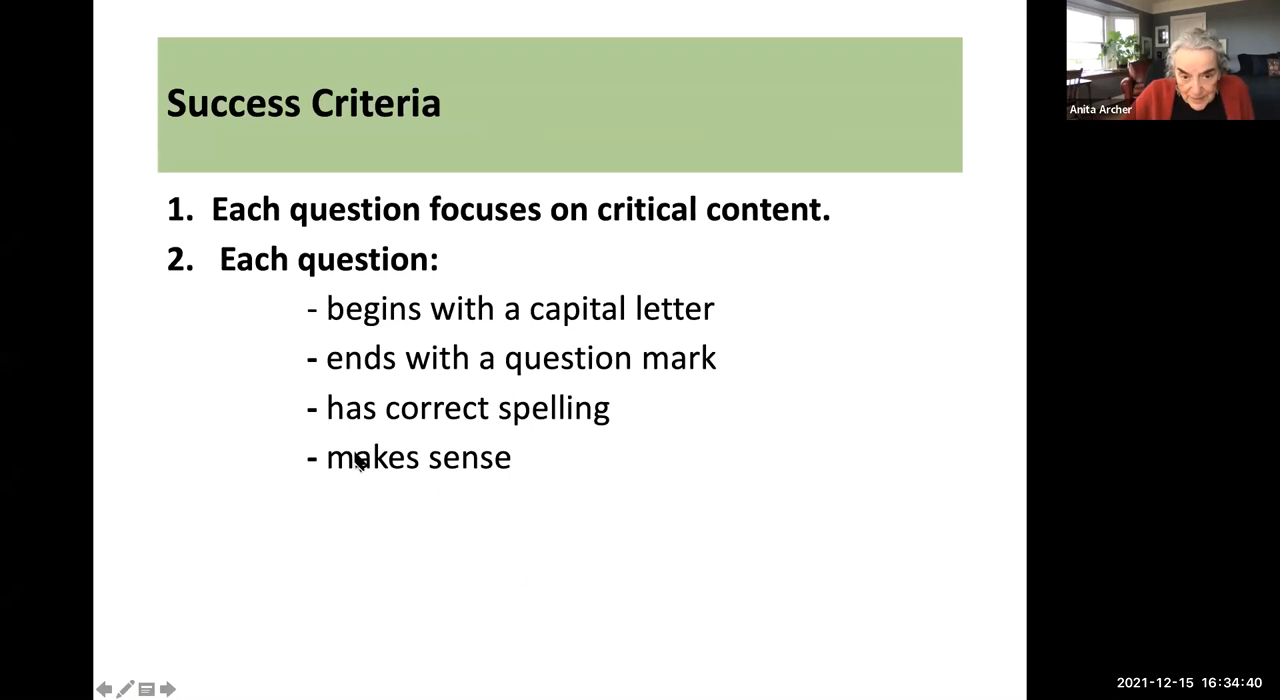 Success Criteria
Anita Archer
1. Each question focuses on critical content.
2. Each question:
- begins with a capital letter
- ends with a question mark
- has correct spelling
- makes sense
2021-12-15 16:34:40